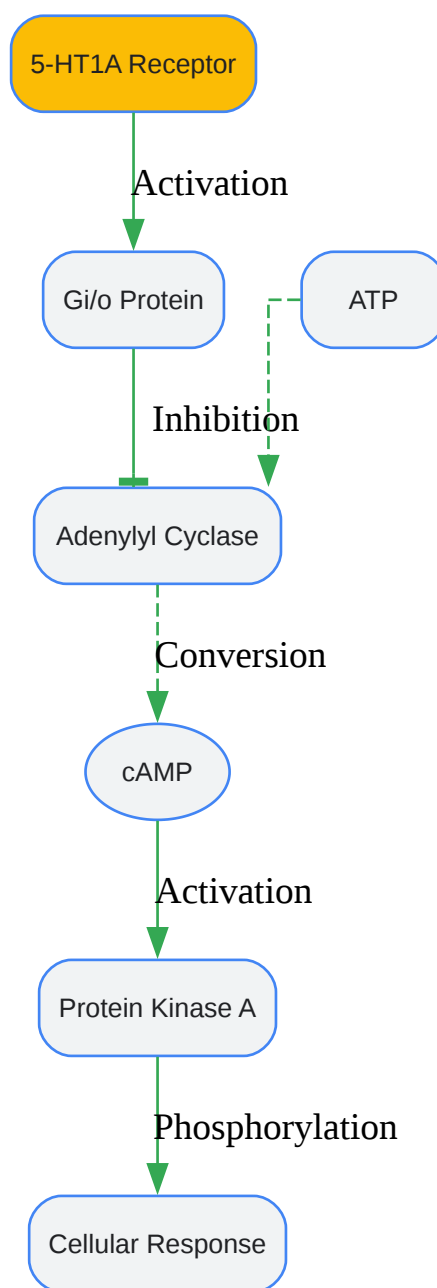 5-HT1A Receptor
Activation
Gi/o Protein
ATP
Inhibition
Adenylyl Cyclase
Conversion
cAMP
Activation
Protein Kinase A
Phosphorylation
Cellular Response